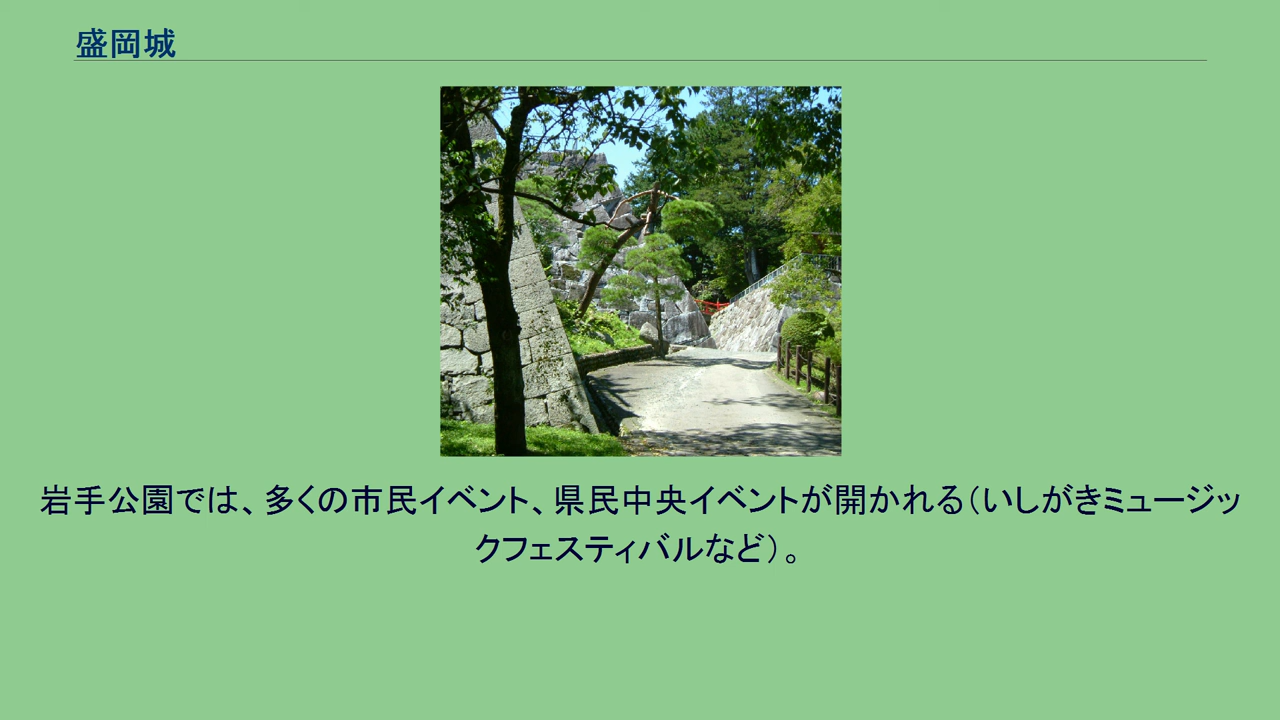 盛岡城
岩手公園では、多くの市民イベント、県民中央イベントが開かれる（いしがきミュージッ
クフェスティバルなど）。